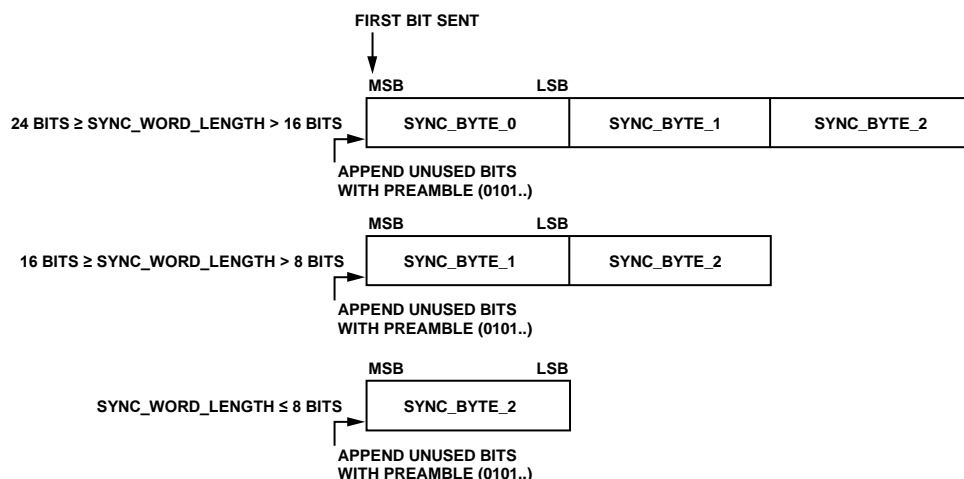 FIRST BIT SENT
MSB LSB
24 BITS ≥ SYNC_WORD_LENGTH > 16 BITS
SYNC_BYTE_0 SYNC_BYTE_1 SYNC_BYTE_2
APPEND UNUSED BITS
WITH PREAMBLE (0101..)
MSB LSB
16 BITS ≥ SYNC_WORD_LENGTH > 8 BITS
SYNC_BYTE_1 SYNC_BYTE_2
APPEND UNUSED BITS
WITH PREAMBLE (0101..)
MSB LSB
SYNC_WORD_LENGTH ≤ 8 BITS
SYNC_BYTE_2
APPEND UNUSED BITS
WITH PREAMBLE (0101..)